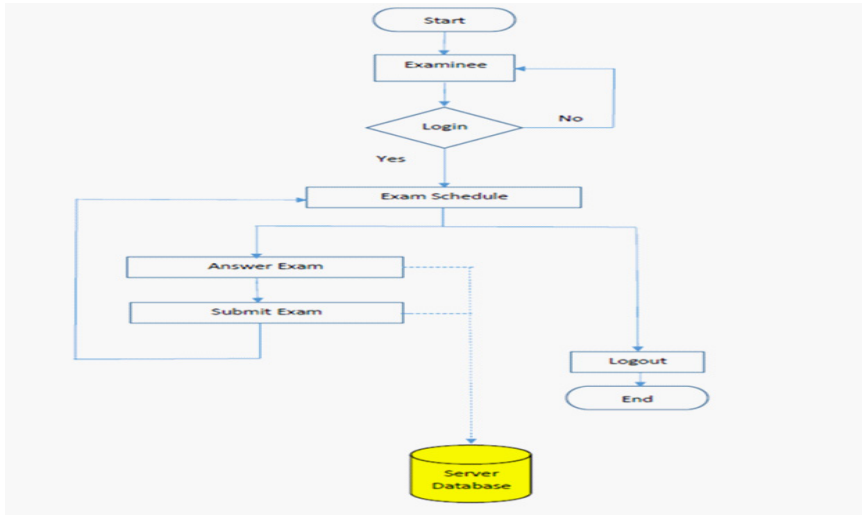 Start
Examinee
Login
No
Yes
Exam Schedule
Answer Exam
Submit Exam
Logout
End
Server
Database